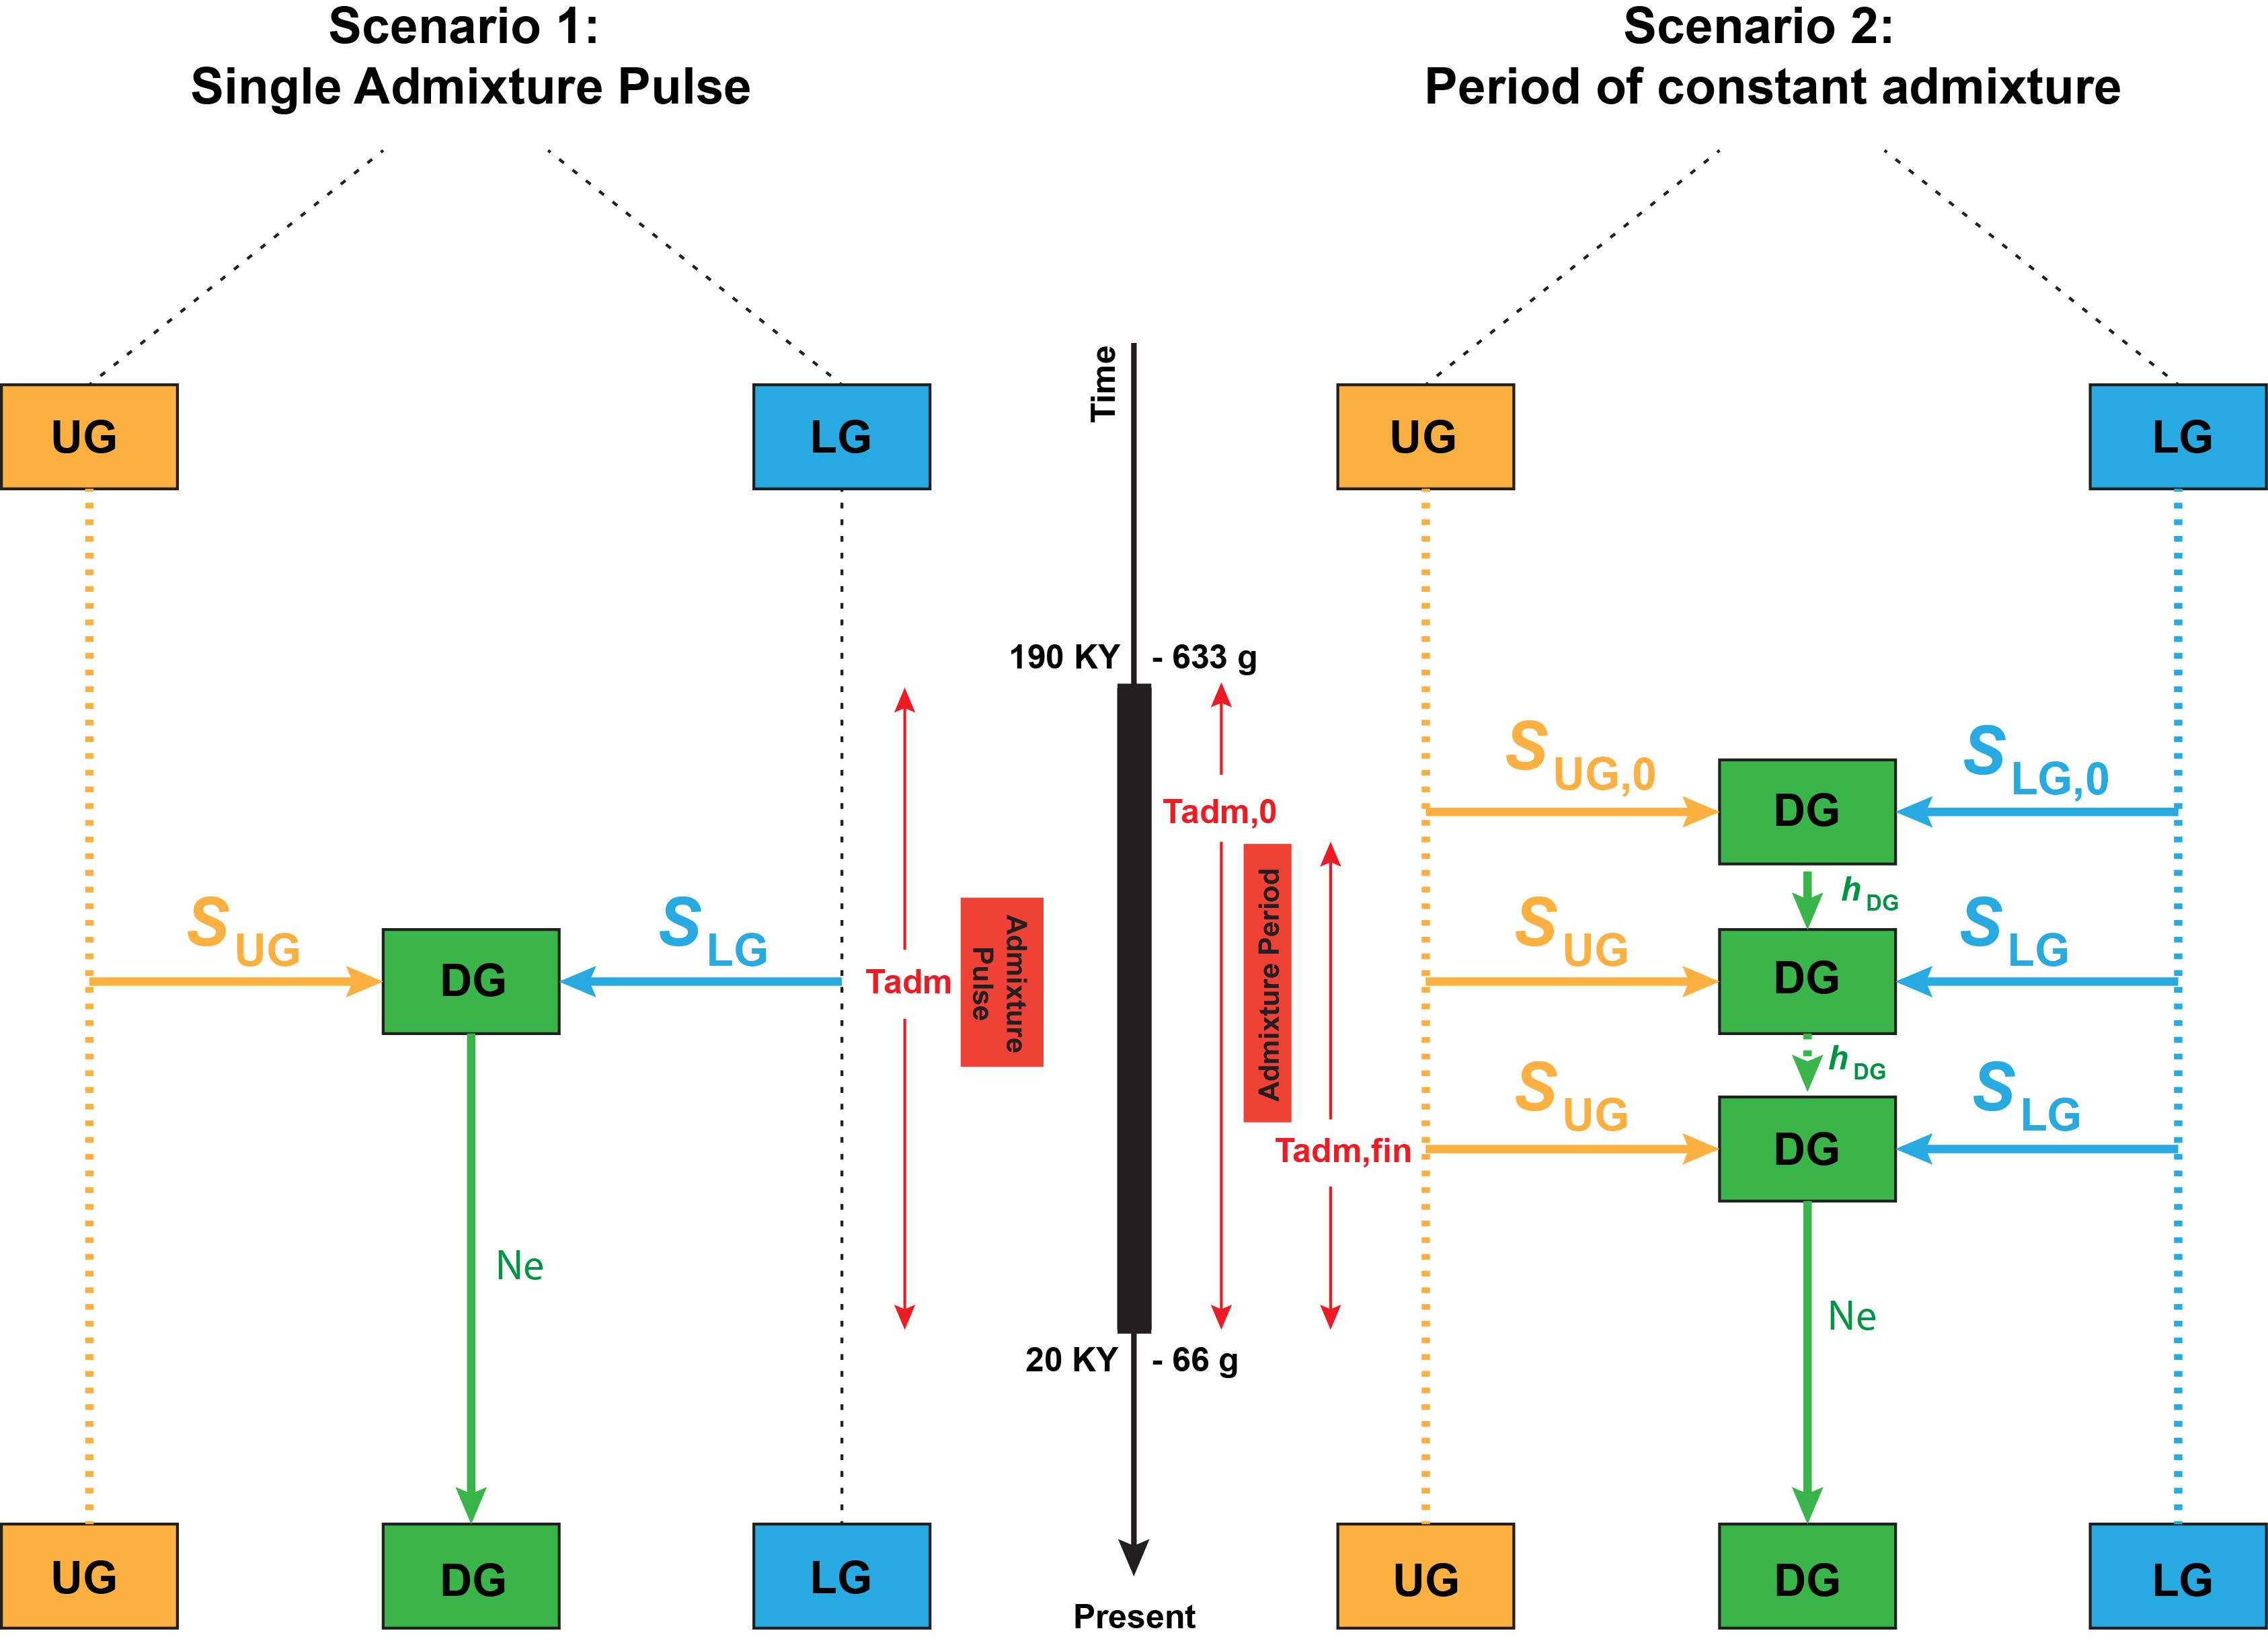 Scenario 1:
Single Admixture Pulse
UG
LG
S UG
DG
S LG
Ne
UG
DG
LG
Time
190 KY - 633 g
Tadm
Admixture
Pulse
Tadm,0
Admixture Period
Tadm,fin
20 KY - 66 g
Present
Scenario 2:
Period of constant admixture
UG
LG
S UG,0
DG
S LG,0
h DG
S UG
DG
S LG
h DG
S UG
DG
S LG
Ne
UG
DG
LG